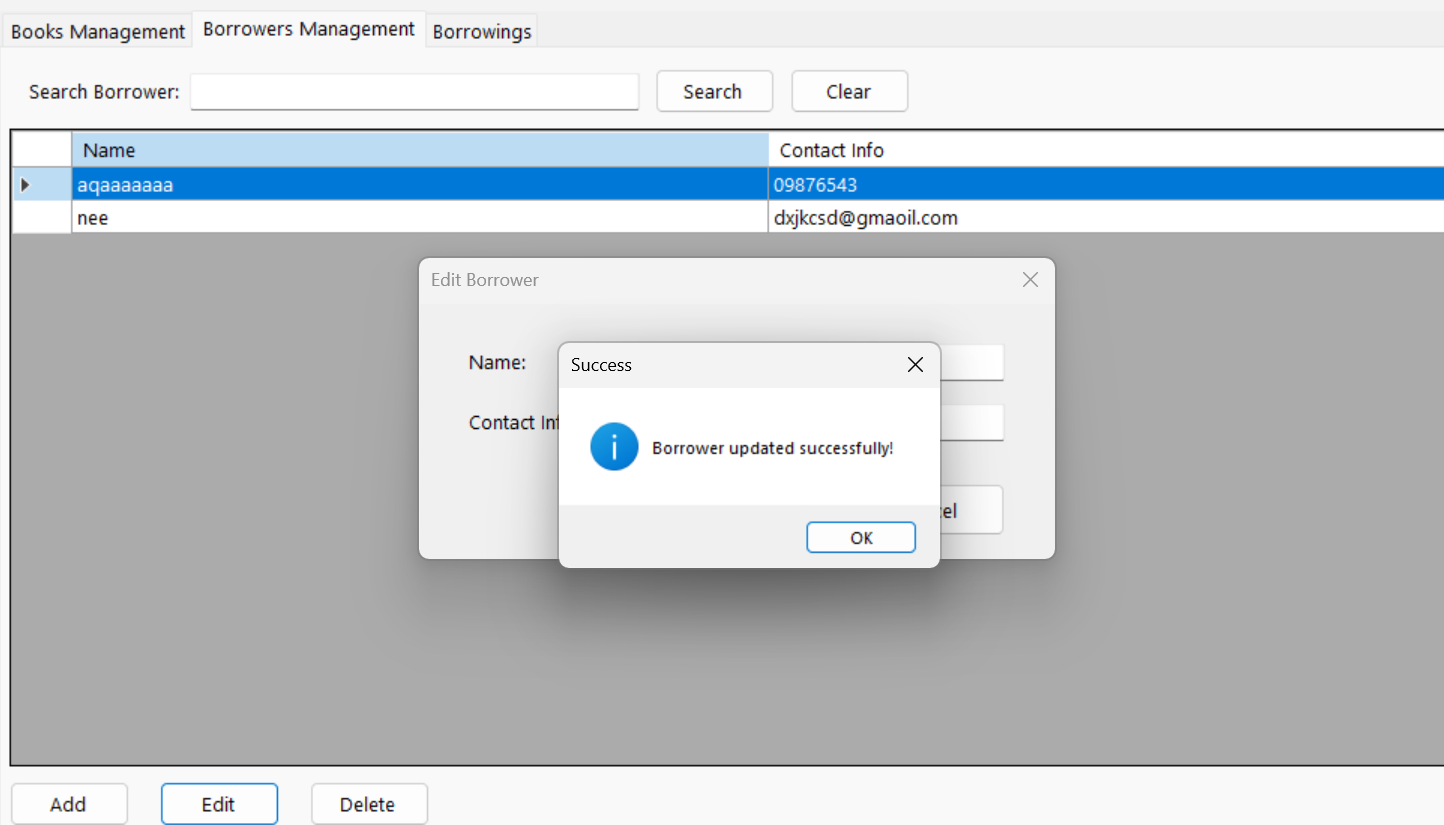 Books Management Borrowers Management Borrowings
Search Borrower: Search Clear
Name Contact Info
aqaaaaaaa 09876543
nee dxjkcsd@gmaoil.com
Edit Borrower
Name:
Success
Contact Inf
Borrower updated successfully!
el
OK
Add Edit Delete